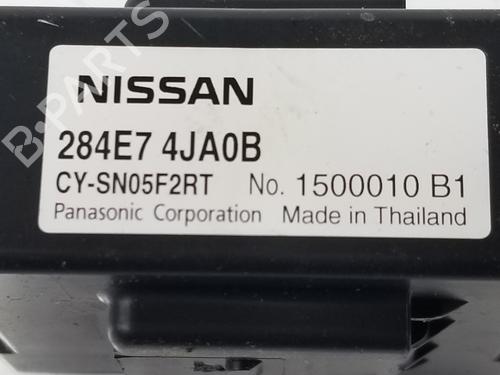 NISSAN
284E7 4JA0B
CY-SN05F2RT No. 1500010 B1
Panasonic Corporation Made in Thailand
B-PARTS